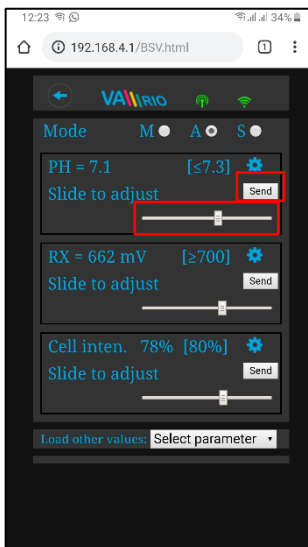 12:23 34%
192.168.4.1/BSV.html 1
VAIIIRIO
Mode M A S
PH = 7.1 [≤7.3]
Slide to adjust Send
RX = 662 mV [≥700]
Slide to adjust Send
Cell inten. 78% [80%]
Slide to adjust Send
Load other values: Select parameter